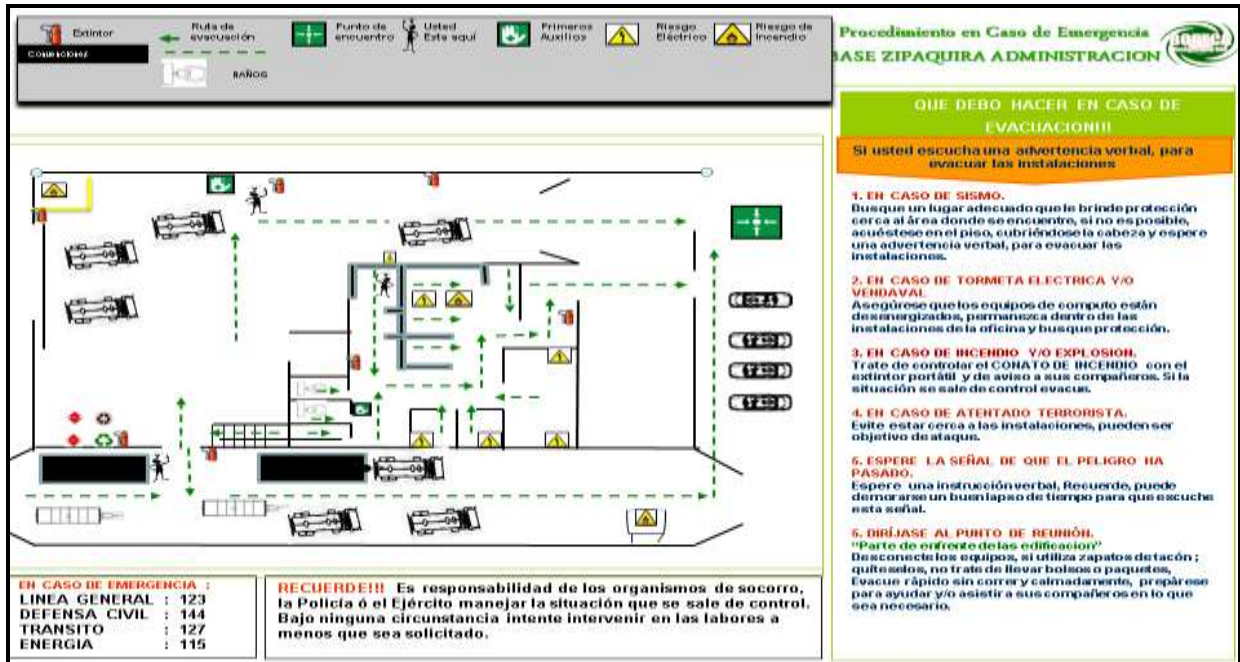 Extintor
Ruta de
evacuación
Punto de
encuentro
Usted
Esta aquí
Primeros
Auxilios
Riesgo
Eléctrico
Riesgo de
Incendio
Convenciones
BAÑOS
Procedimiento en Caso de Emergencia
BASE ZIPAQUIRA ADMINISTRACION
QUE DEBO HACER EN CASO DE
EVACUACION!!!
Si usted escucha una advertencia verbal, para
evacuar las instalaciones
1. EN CASO DE SISMO.
Busque un lugar adecuado que le brinde protección
cerca al área donde se encuentre, si no es posible,
acuéstese en el piso, cubriéndose la cabeza y espere
una advertencia verbal, para evacuar las
instalaciones.
2. EN CASO DE TORMETA ELECTRICA Y/O
VENDAVAL
Asegúrese que los equipos de computo están
desenergizados, permanezca dentro de las
instalaciones de la oficina y busque protección.
3. EN CASO DE INCENDIO Y/O EXPLOSION.
Trate de controlar el CONATO DE INCENDIO con el
extintor portátil y de aviso a sus compañeros. Si la
situación se sale de control evacue.
4. EN CASO DE ATENTADO TERRORISTA.
Evite estar cerca a las instalaciones, pueden ser
objetivo de ataque.
5. ESPERE LA SEÑAL DE QUE EL PELIGRO HA
PASADO.
Espere una instrucción verbal, Recuerde, puede
demorarse un buen lapso de tiempo para que escuche
esta señal.
6. DIRÍJASE AL PUNTO DE REUNIÓN.
"Parte de enfrente de las edificacion"
Desconecte los equipos, si utiliza zapatos de tacón ;
quíteselos, no trate de llevar bolsos o paquetes,
Evacue rápido sin correr y calmadamente, prepárese
para ayudar y/o asistir a sus compañeros en lo que
sea necesario.
EN CASO DE EMERGENCIA :
LINEA GENERAL : 123
DEFENSA CIVIL : 144
TRANSITO : 127
ENERGIA : 115
RECUERDE!!! Es responsabilidad de los organismos de socorro,
la Policía ó el Ejército manejar la situación que se sale de control.
Bajo ninguna circunstancia intente intervenir en las labores a
menos que sea solicitado.